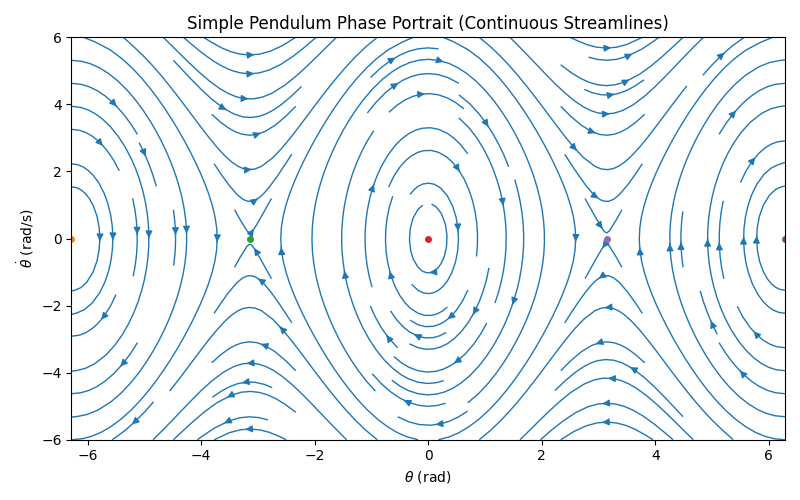 Simple Pendulum Phase Portrait (Continuous Streamlines)
6
4
2
0
−2
−4
−6
θ̇ (rad/s)
−6 −4 −2 0 2 4 6
θ (rad)